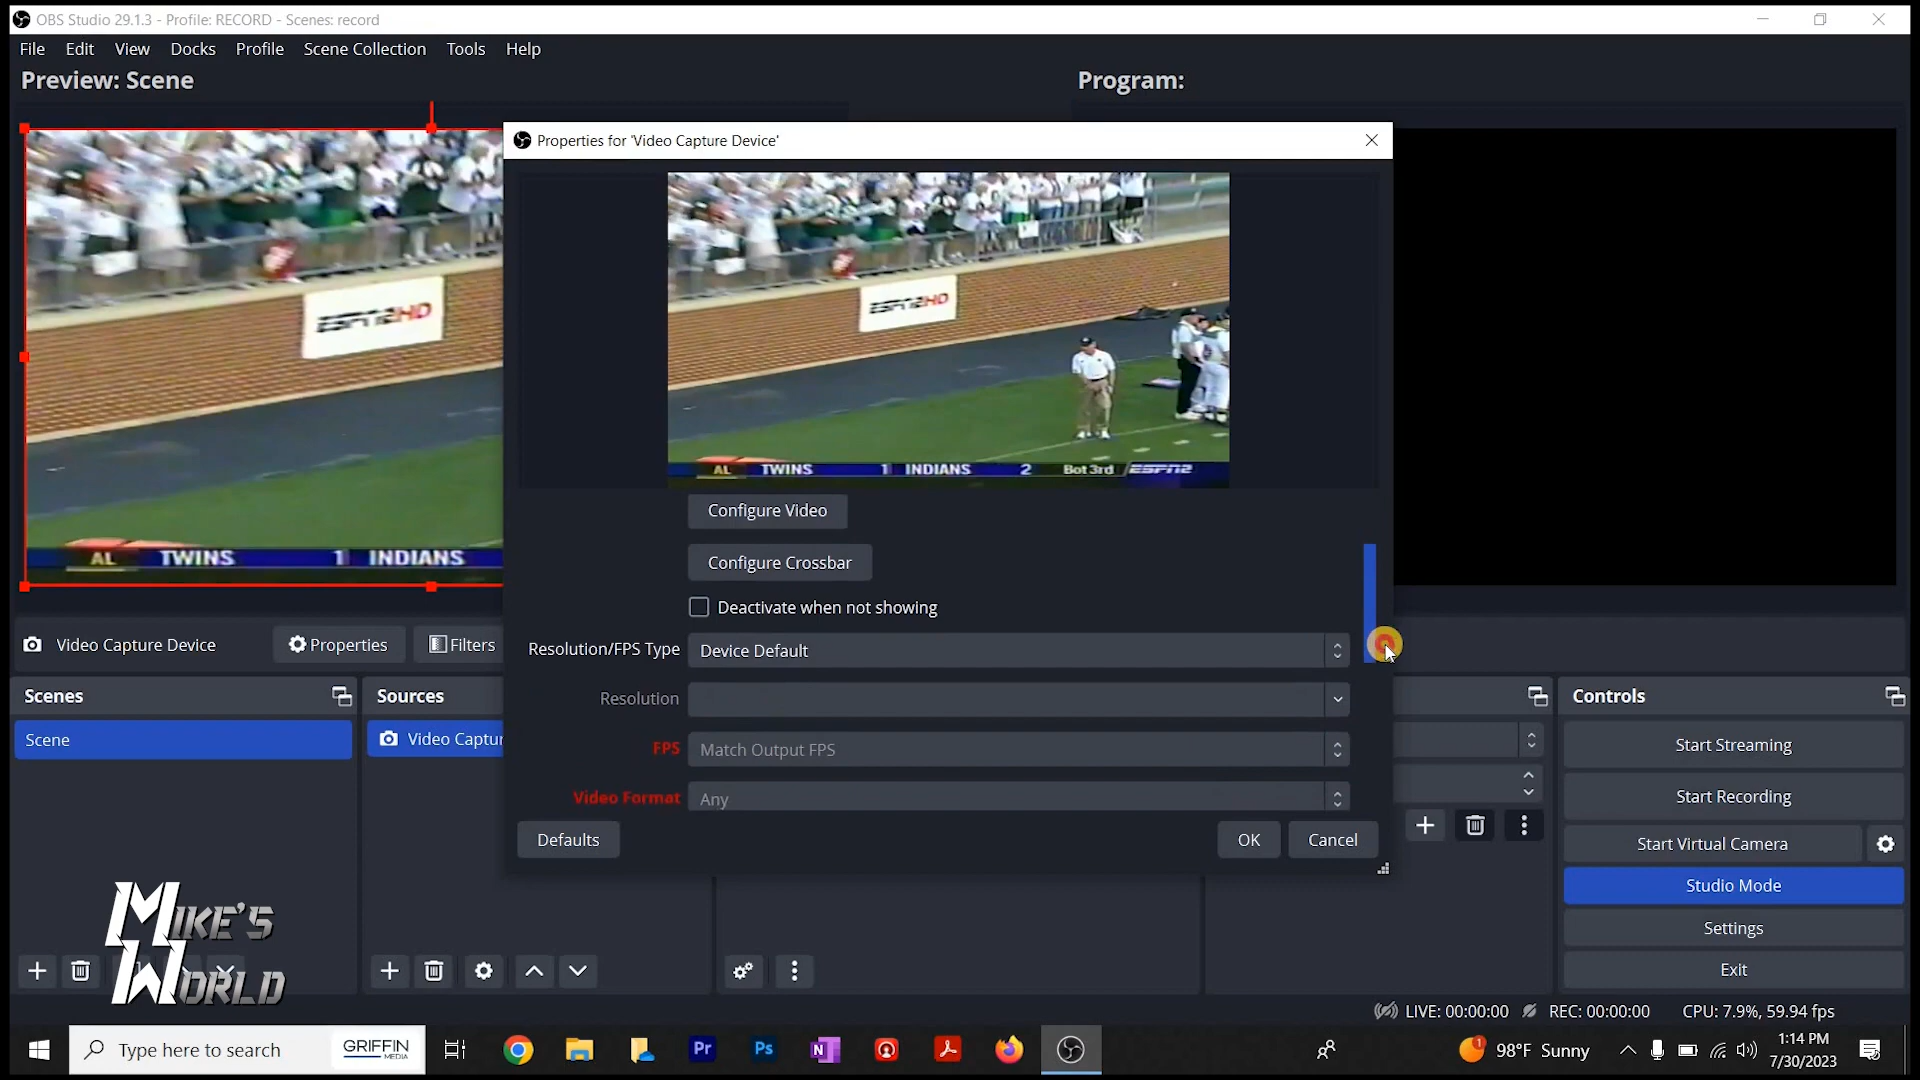 OBS Studio 29.1.3 - Profile: RECORD - Scenes: record
File Edit View Docks Profile Scene Collection Tools Help
Preview: Scene
Program:
Properties for 'Video Capture Device'
ESPN2HD
ESPN2HD
AL TWINS 1 INDIANS 2 Bot 3rd ESPN2
AL TWINS 1 INDIANS
Configure Video
Configure Crossbar
Deactivate when not showing
Resolution/FPS Type Device Default
Resolution
FPS Match Output FPS
Video Format Any
Defaults OK Cancel
Video Capture Device Properties Filters
Scenes
Scene
Sources
Video Captur
Controls
Start Streaming
Start Recording
Start Virtual Camera
Studio Mode
Settings
Exit
MIKE'S
WORLD
LIVE: 00:00:00 REC: 00:00:00 CPU: 7.9%, 59.94 fps
Type here to search
GRIFFIN
MEDIA
Pr
Ps
N
1
98°F Sunny
1:14 PM
7/30/2023